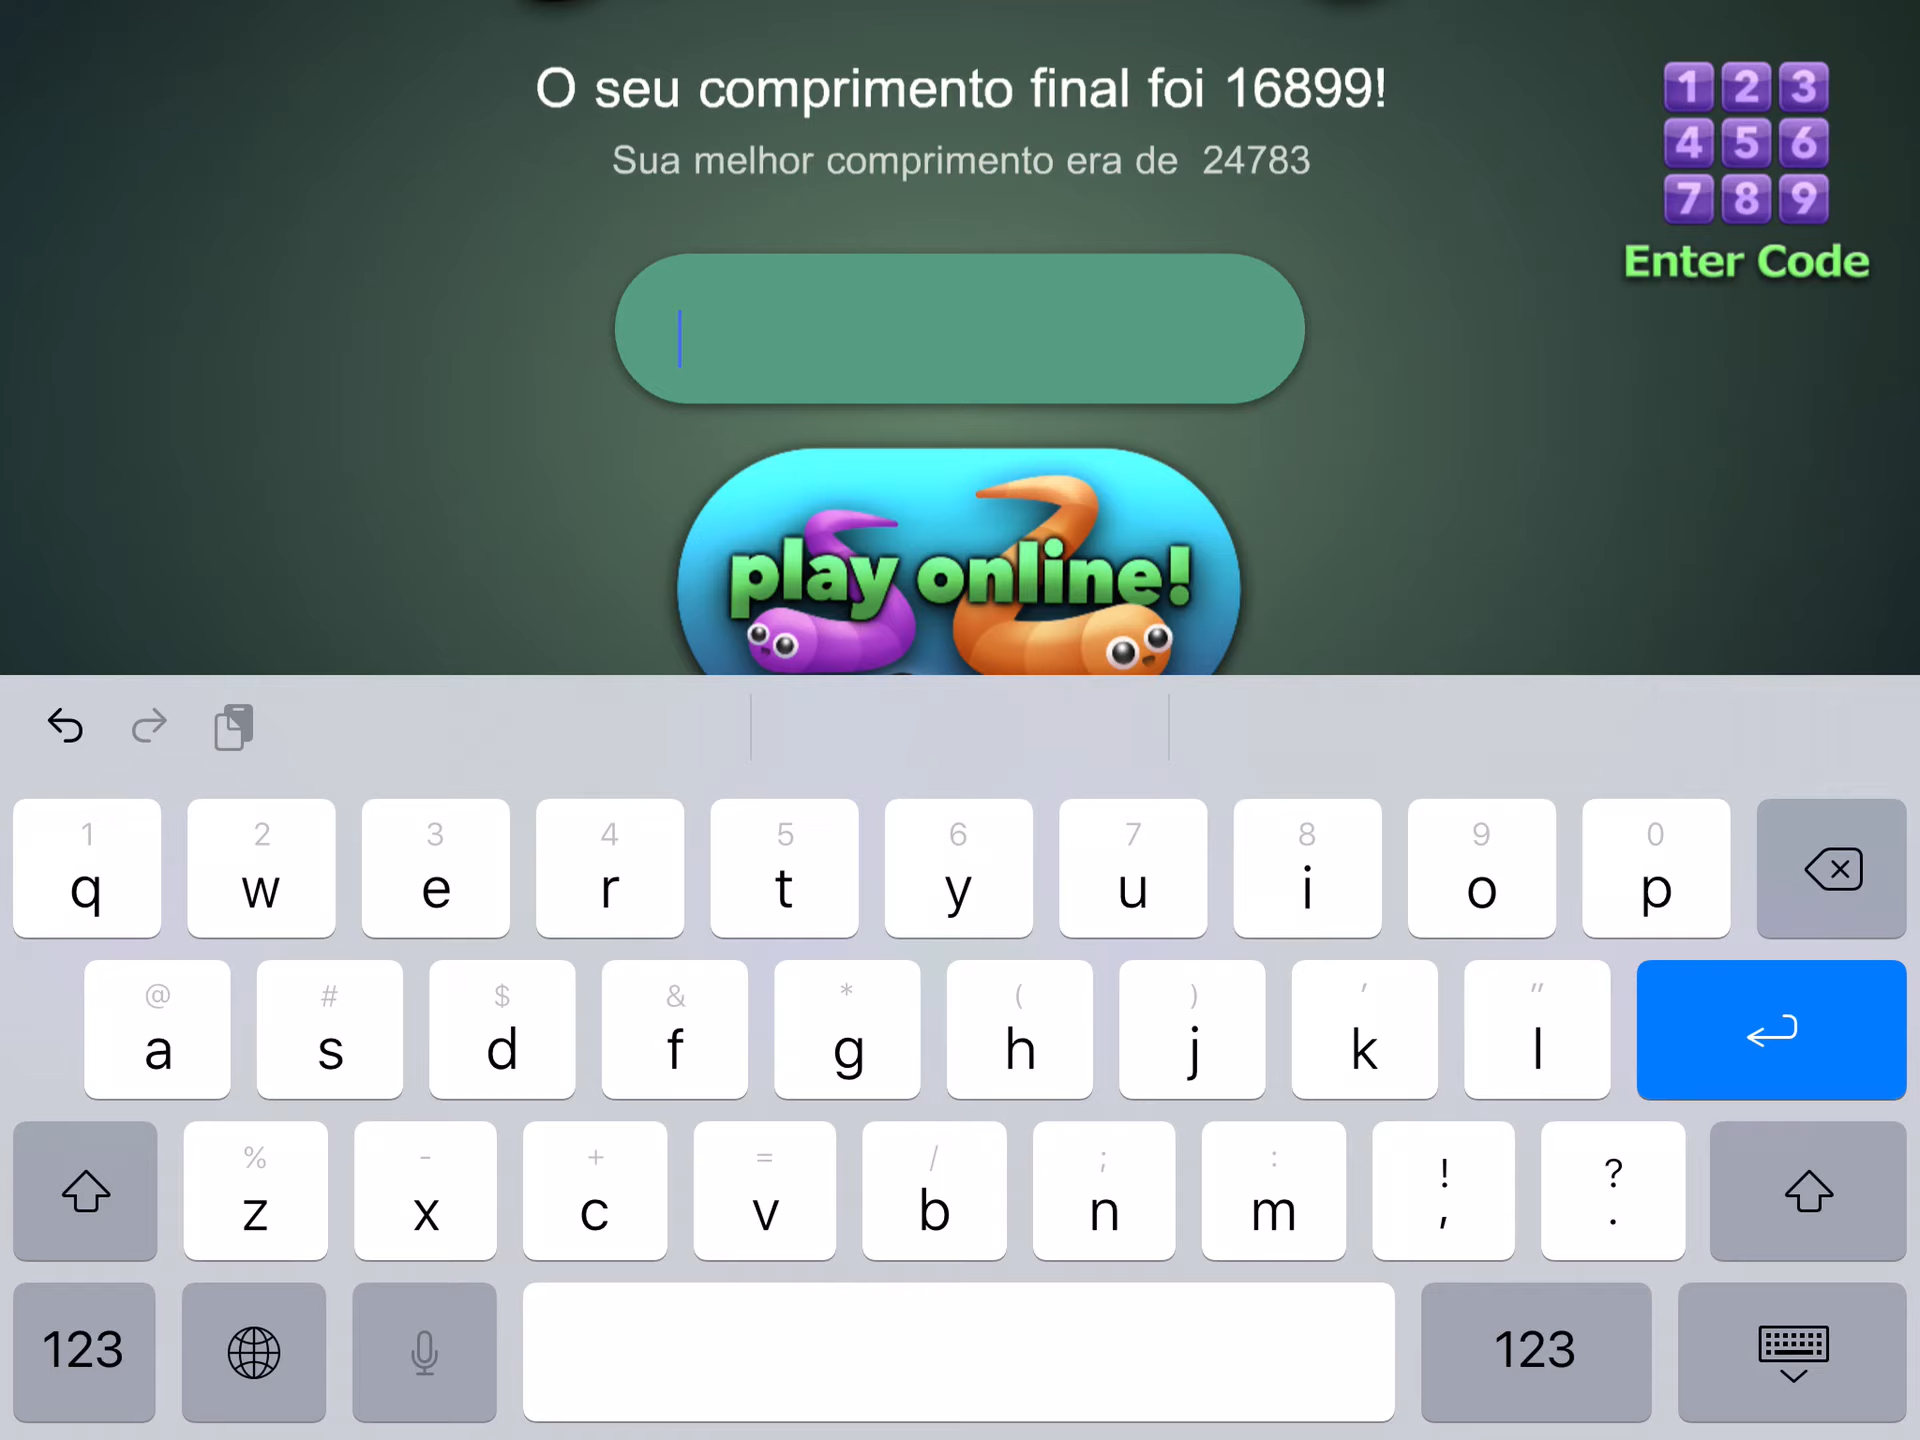 O seu comprimento final foi 16899!
Sua melhor comprimento era de 24783
1 2 3
4 5 6
7 8 9
Enter Code
play online!
1 2 3 4 5 6 7 8 9 0
q w e r t y u i o p
@ # $ & * ( ) ' "
a s d f g h j k l
% - + = / ; : ! ?
z x c v b n m , .
123 123